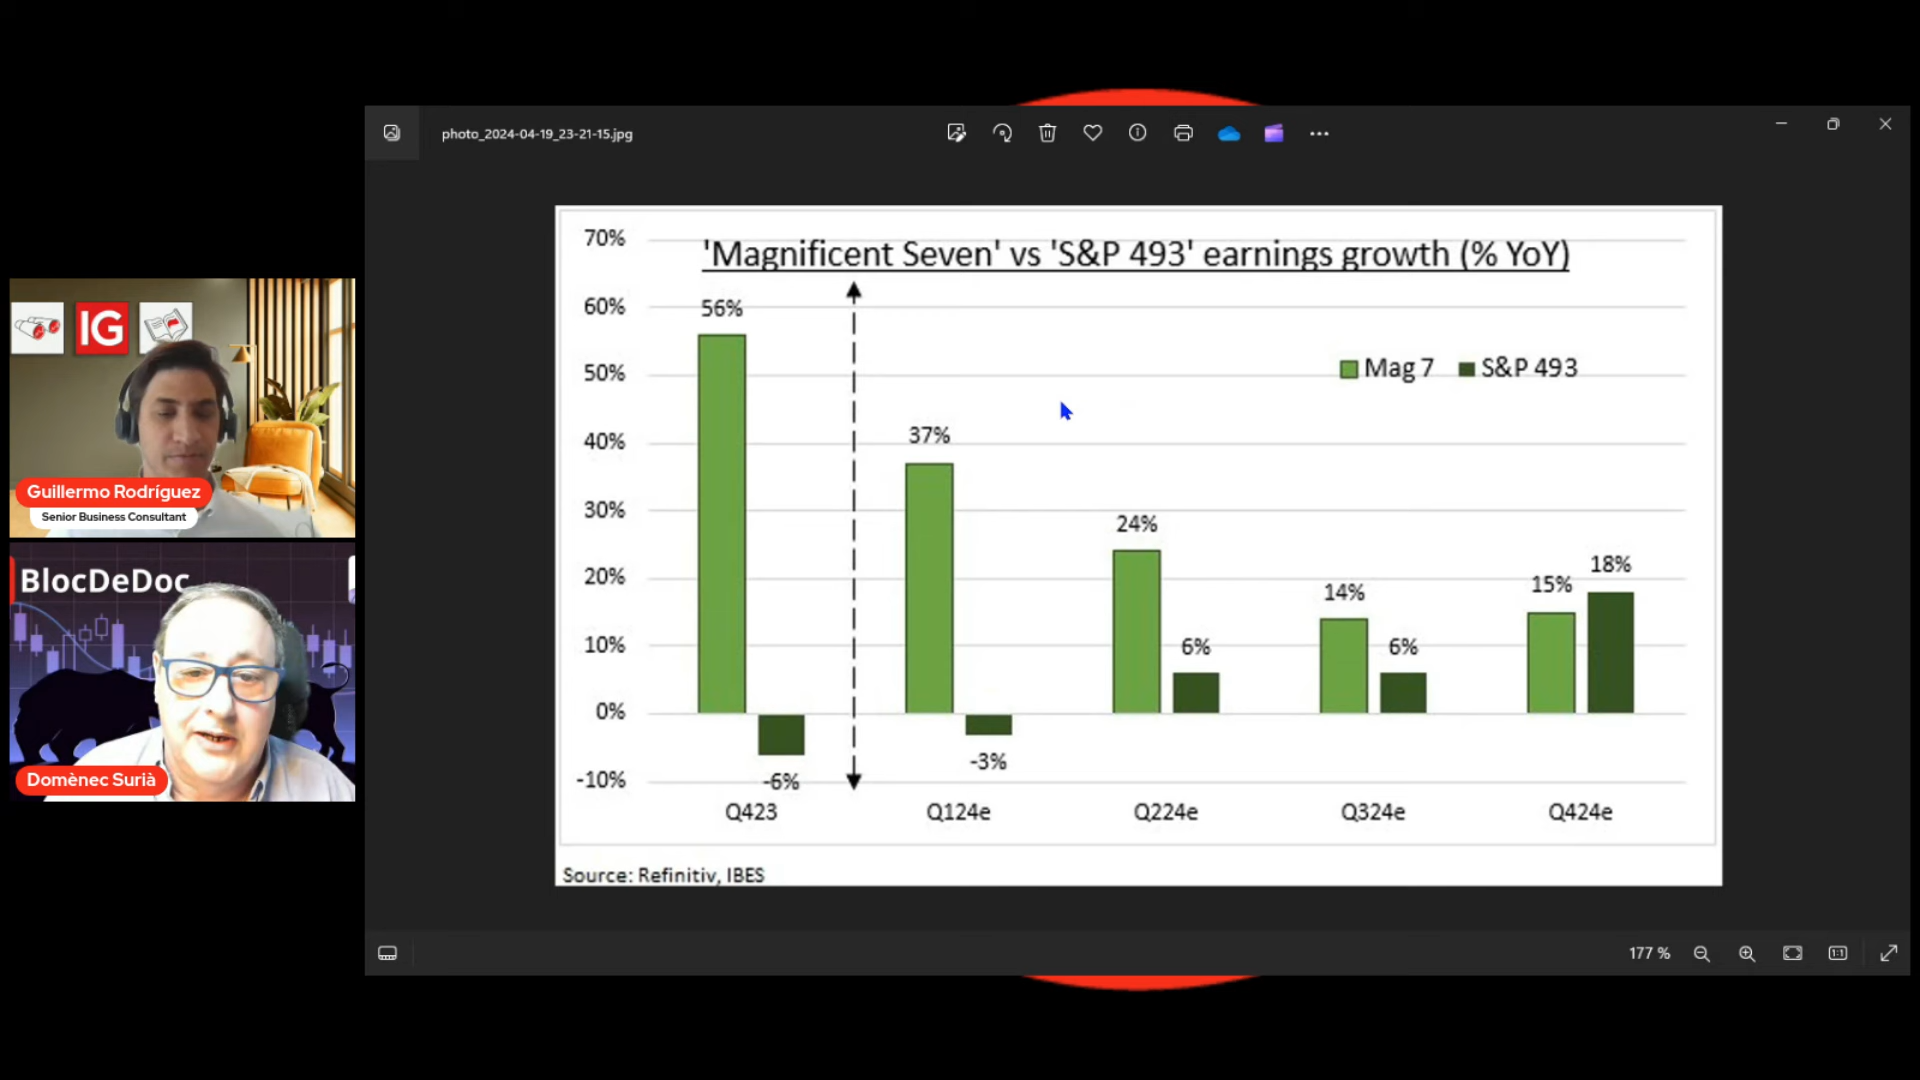 photo_2024-04-19_23-21-15.jpg
'Magnificent Seven' vs 'S&P 493' earnings growth (% YoY)
70%
60%
50%
40%
30%
20%
10%
0%
-10%
Mag 7
S&P 493
56%
-6%
37%
-3%
24%
6%
14%
6%
15%
18%
Q423
Q124e
Q224e
Q324e
Q424e
Source: Refinitiv, IBES
177 %
1:1
IG
Guillermo Rodríguez
Senior Business Consultant
BlocDeDoc
Domènec Surià